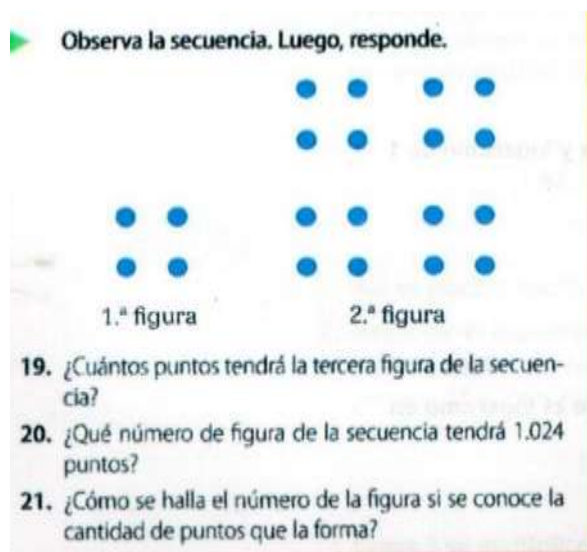 Observa la secuencia. Luego, responde.
1.ª figura 2.ª figura
19. ¿Cuántos puntos tendrá la tercera figura de la secuen-
cia?
20. ¿Qué número de figura de la secuencia tendrá 1.024
puntos?
21. ¿Cómo se halla el número de la figura si se conoce la
cantidad de puntos que la forma?